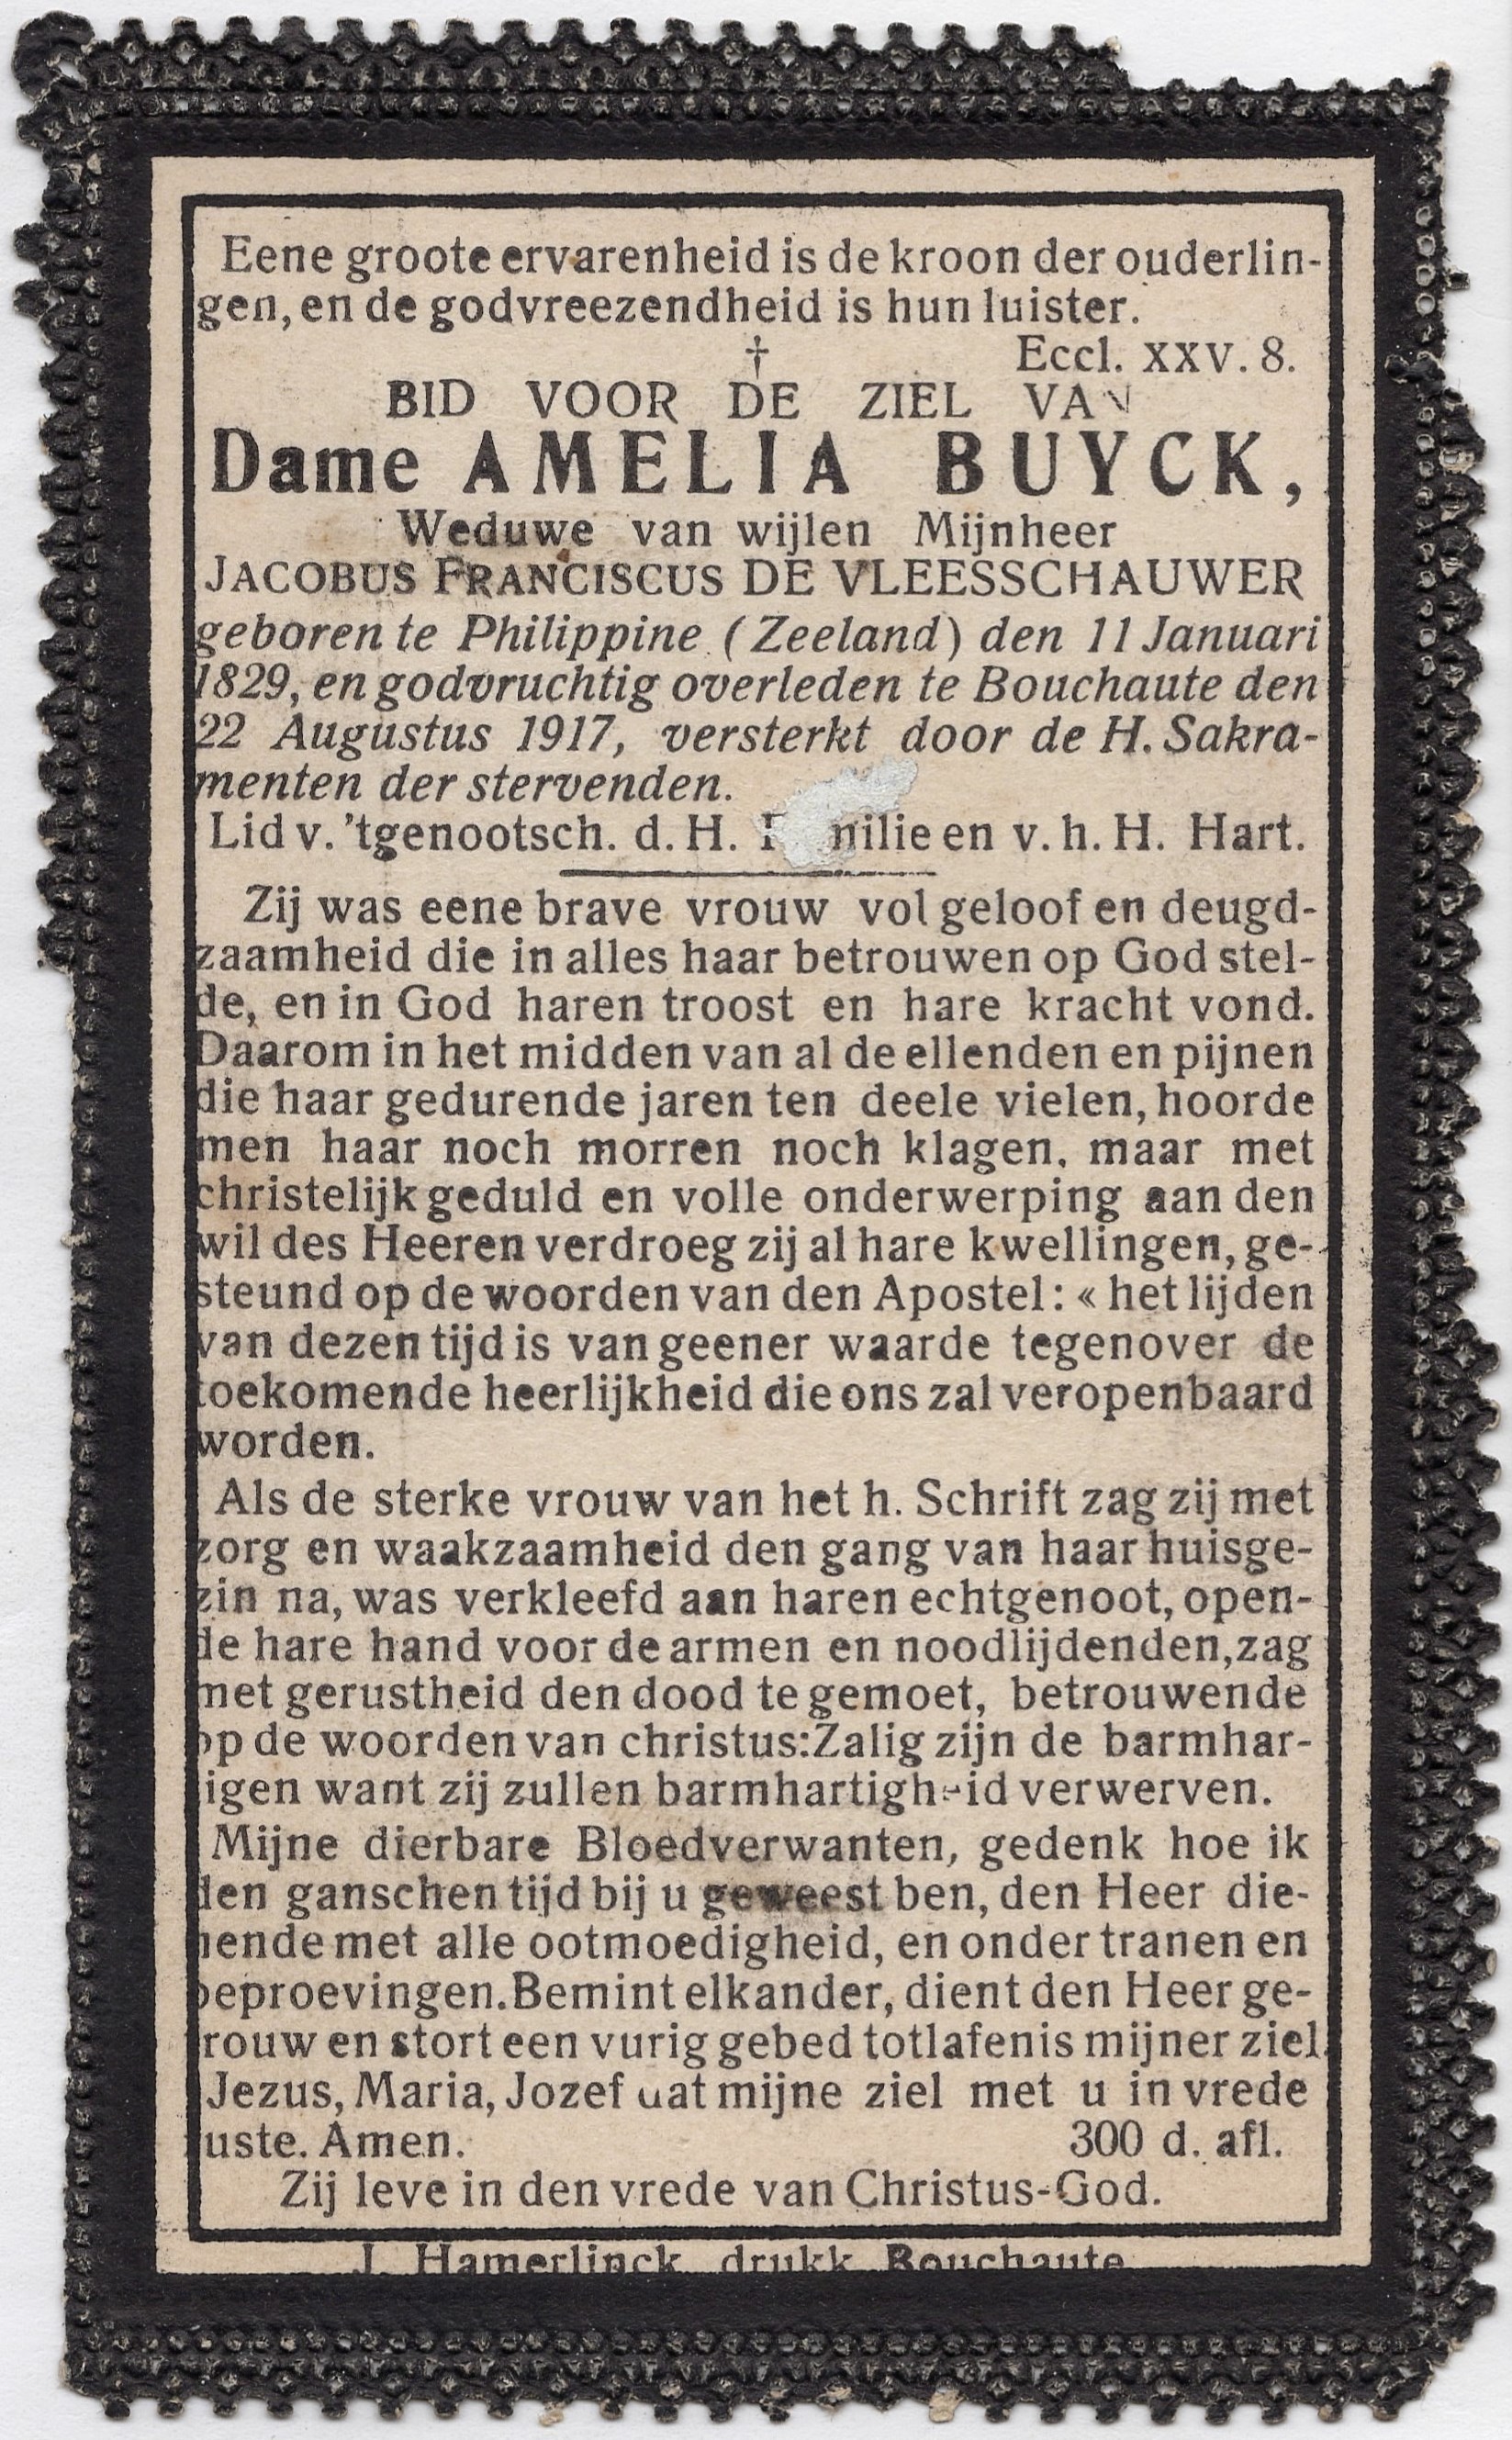 Eene groote ervarenheid is de kroon der ouderlin-
gen, en de godvreezendheid is hun luister.
† Eccl. XXV. 8.
BID VOOR DE ZIEL VAN
Dame AMELIA BUYCK,
Weduwe van wijlen Mijnheer
JACOBUS FRANCISCUS DE VLEESSCHAUWER
geboren te Philippine (Zeeland) den 11 Januari
1829, en godvruchtig overleden te Bouchaute den
22 Augustus 1917, versterkt door de H. Sakra-
menten der stervenden.
Lid v. 'tgenootsch. d. H. Familie en v. h. H. Hart.
Zij was eene brave vrouw vol geloof en deugd-
zaamheid die in alles haar betrouwen op God stel-
de, en in God haren troost en hare kracht vond.
Daarom in het midden van al de ellenden en pijnen
die haar gedurende jaren ten deele vielen, hoorde
men haar noch morren noch klagen, maar met
christelijk geduld en volle onderwerping aan den
wil des Heeren verdroeg zij al hare kwellingen, ge-
steund op de woorden van den Apostel: « het lijden
van dezen tijd is van geener waarde tegenover de
toekomende heerlijkheid die ons zal veropenbaard
worden.
Als de sterke vrouw van het h. Schrift zag zij met
zorg en waakzaamheid den gang van haar huisge-
zin na, was verkleefd aan haren echtgenoot, open-
de hare hand voor de armen en noodlijdenden, zag
met gerustheid den dood te gemoet, betrouwende
op de woorden van christus: Zalig zijn de barmhar-
tigen want zij zullen barmhartigheid verwerven.
Mijne dierbare Bloedverwanten, gedenk hoe ik
den ganschen tijd bij u geweest ben, den Heer die-
nende met alle ootmoedigheid, en onder tranen en
beproevingen. Bemint elkander, dient den Heer ge-
trouw en stort een vurig gebed tot lafenis mijner ziel.
Jezus, Maria, Jozef dat mijne ziel met u in vrede
ruste. Amen. 300 d. afl.
Zij leve in den vrede van Christus-God.
J. Hamerlinck, drukk. Bouchaute